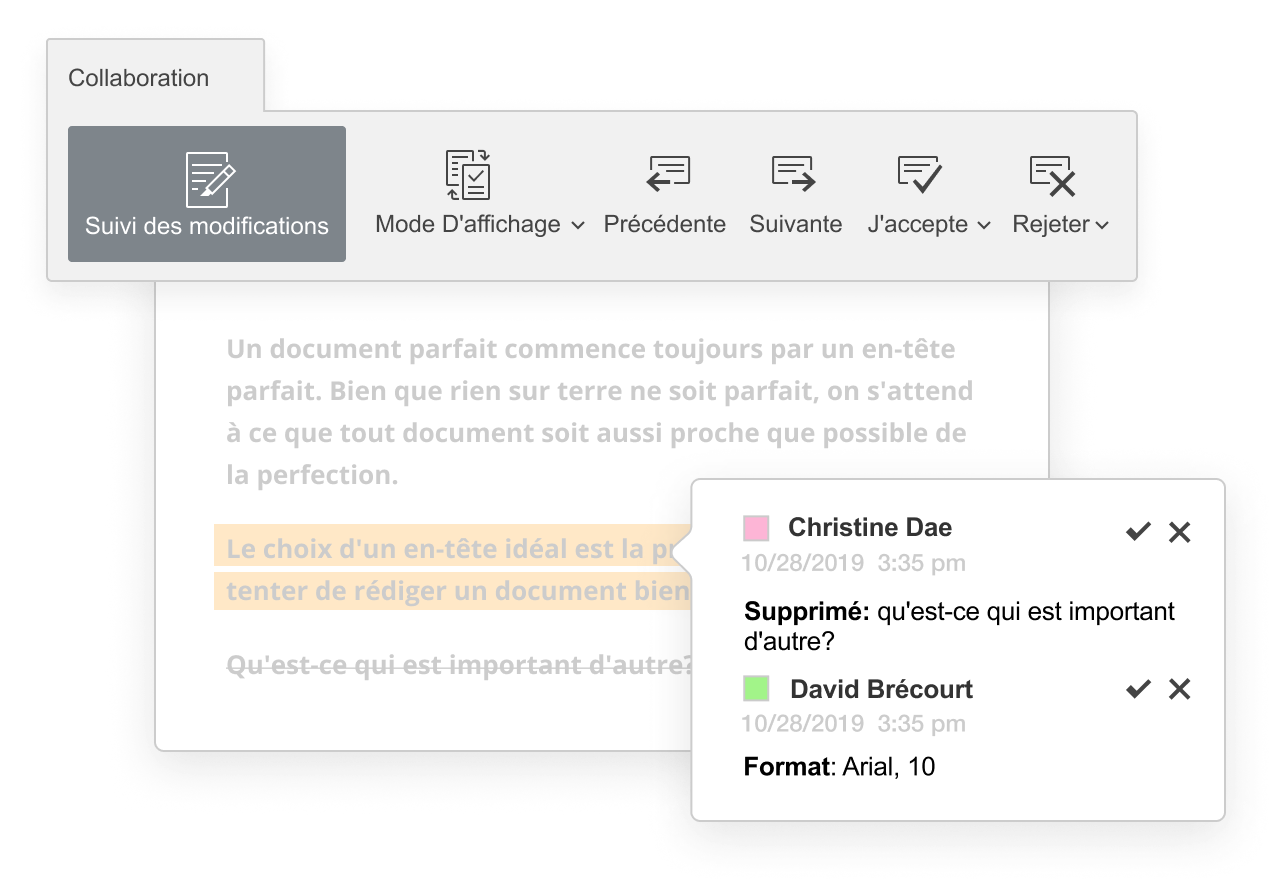 Collaboration
Suivi des modifications
Mode D'affichage
Précédente
Suivante
J'accepte
Rejeter
Un document parfait commence toujours par un en-tête
parfait. Bien que rien sur terre ne soit parfait, on s'attend
à ce que tout document soit aussi proche que possible de
la perfection.
Le choix d'un en-tête idéal est la
tenter de rédiger un document bien
Qu'est-ce qui est important d'autre?
Christine Dae
10/28/2019 3:35 pm
Supprimé: qu'est-ce qui est important
d'autre?
David Brécourt
10/28/2019 3:35 pm
Format: Arial, 10